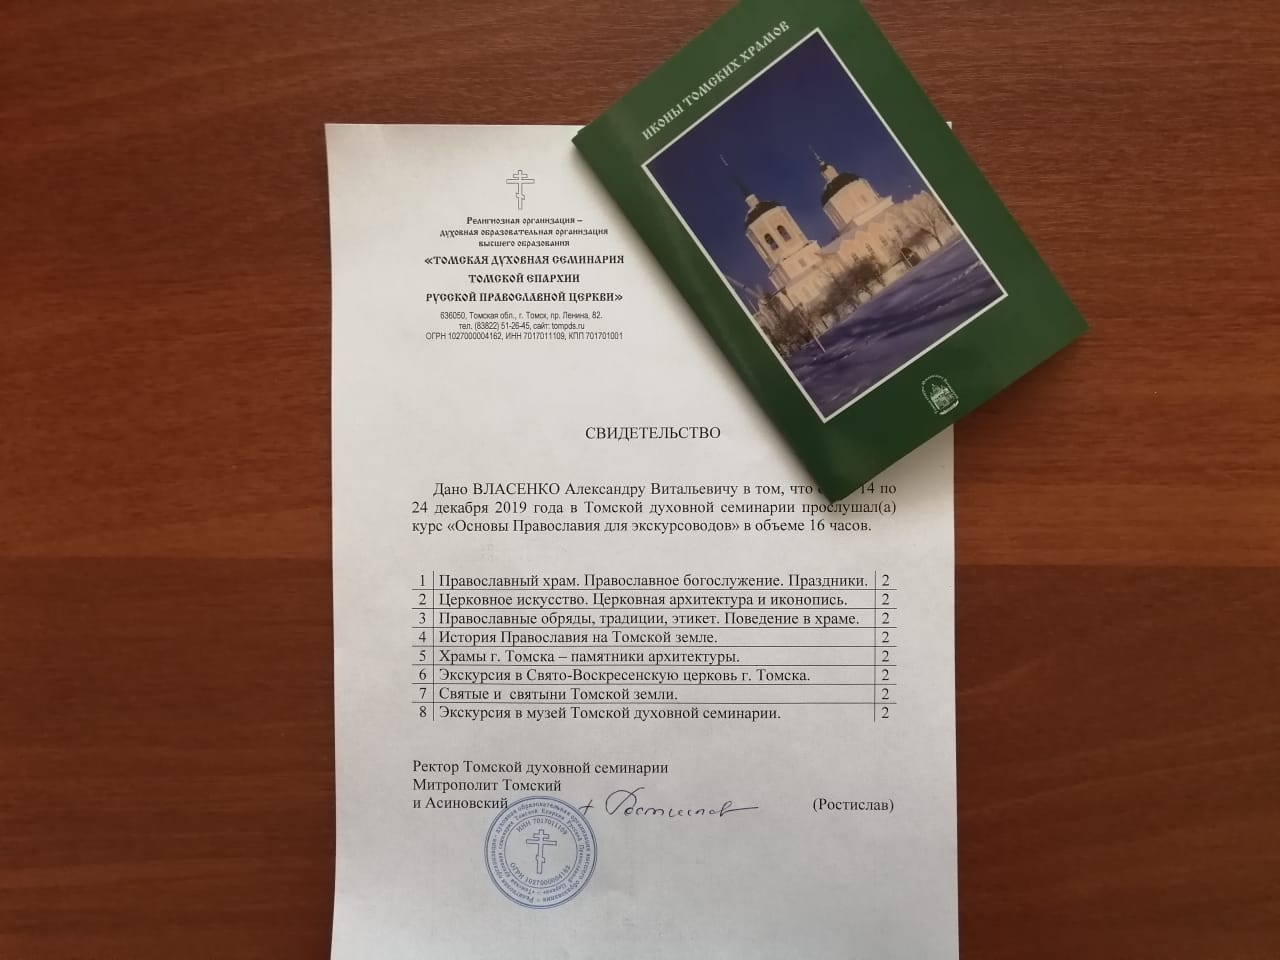 ИКОНЫ ТОМСКИХ ХРАМОВ
Религиозная организация –
духовная образовательная организация
высшего образования
«ТОМСКАЯ ДУХОВНАЯ СЕМИНАРИЯ
ТОМСКОЙ ЕПАРХИИ
РУССКОЙ ПРАВОСЛАВНОЙ ЦЕРКВИ»
636050, Томская обл., г. Томск, пр. Ленина, 82.
тел. (83822) 51-26-45, сайт: tompds.ru
ОГРН 1027000004162, ИНН 7017011109, КПП 701701001
СВИДЕТЕЛЬСТВО
Дано ВЛАСЕНКО Александру Витальевичу в том, что 14 по
24 декабря 2019 года в Томской духовной семинарии прослушал(а)
курс «Основы Православия для экскурсоводов» в объеме 16 часов.
1 Православный храм. Православное богослужение. Праздники. 2
2 Церковное искусство. Церковная архитектура и иконопись. 2
3 Православные обряды, традиции, этикет. Поведение в храме. 2
4 История Православия на Томской земле. 2
5 Храмы г. Томска – памятники архитектуры. 2
6 Экскурсия в Свято-Воскресенскую церковь г. Томска. 2
7 Святые и святыни Томской земли. 2
8 Экскурсия в музей Томской духовной семинарии. 2
Ректор Томской духовной семинарии
Митрополит Томский
и Асиновский + Ростислав (Ростислав)
ИНН 7017011109
ОГРН 1027000004162